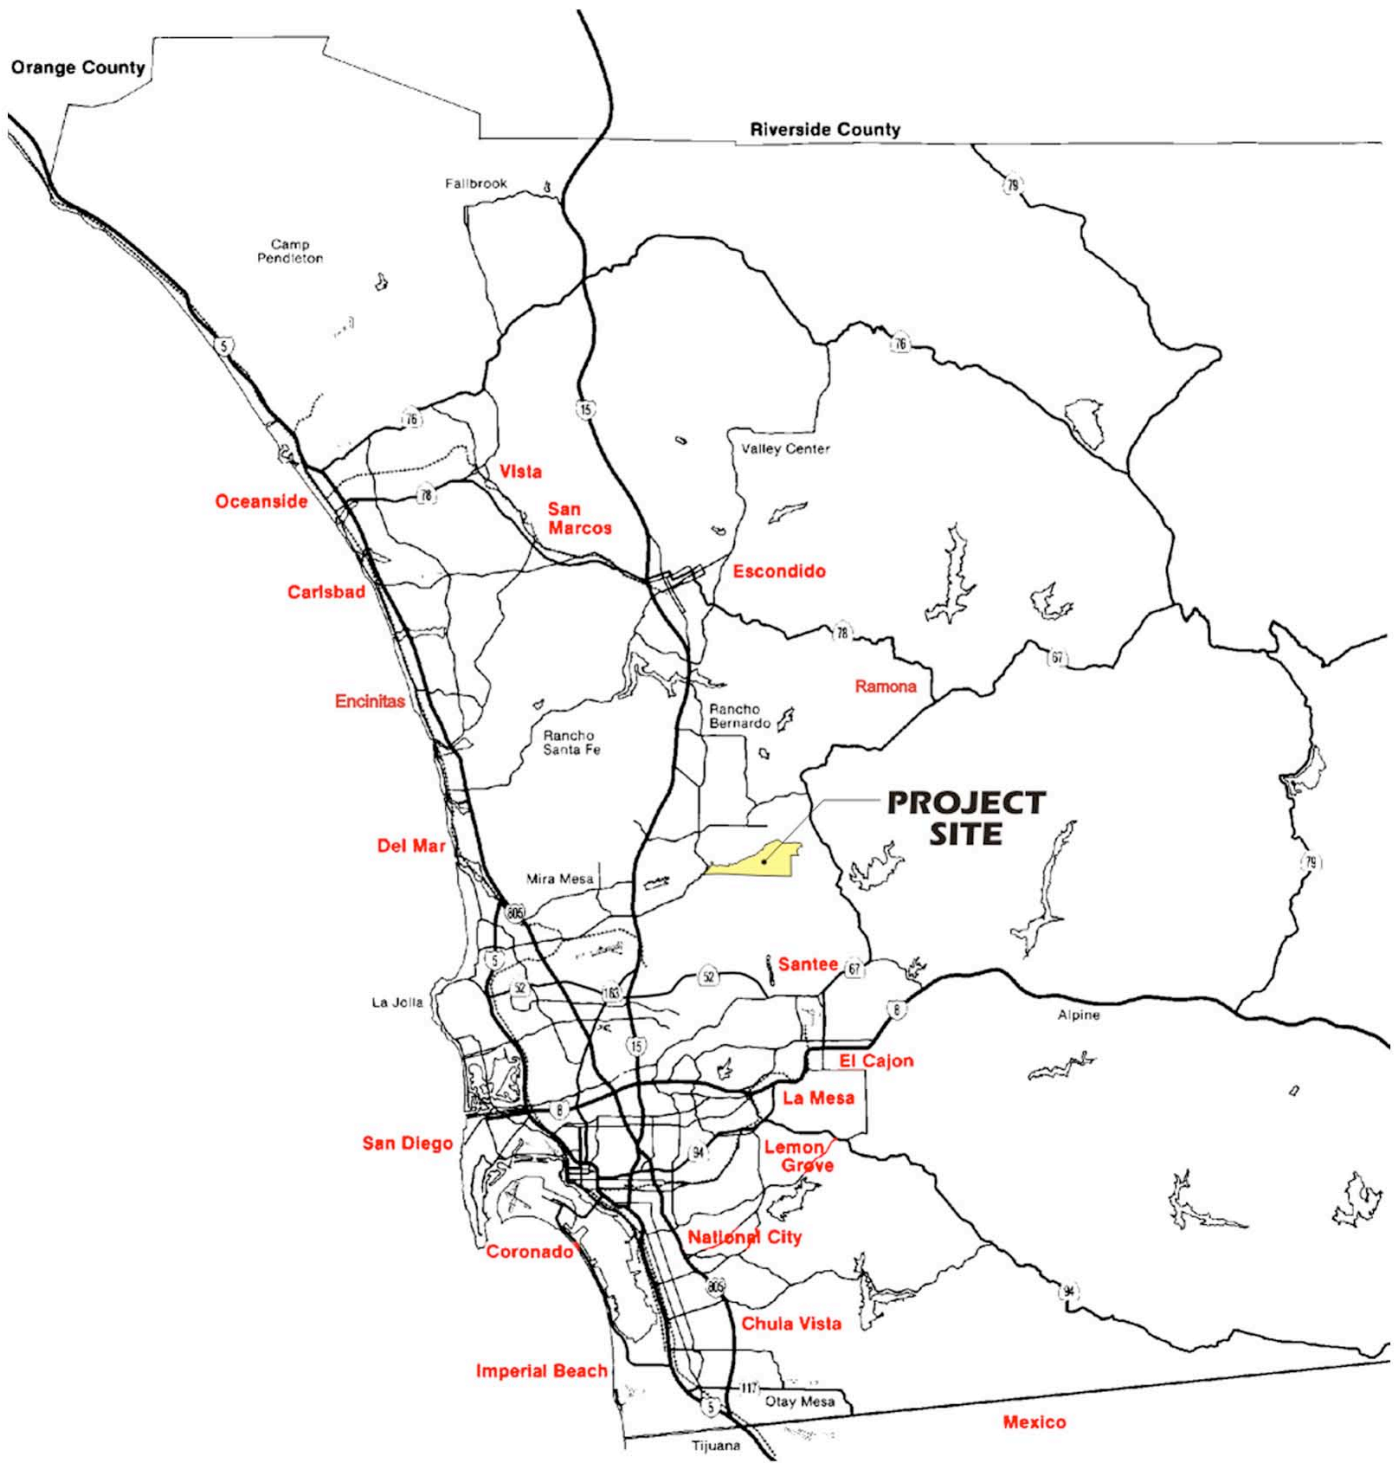 Orange County
Riverside County
79
Fallbrook
Camp
Pendleton
5
76
15
76
Valley Center
Vista
Oceanside
78
San
Marcos
Escondido
Carlsbad
78
67
Ramona
Encinitas
Rancho
Bernardo
Rancho
Santa Fe
PROJECT
SITE
Del Mar
79
Mira Mesa
805
5
Santee
67
52
52
163
La Jolla
8
Alpine
15
El Cajon
La Mesa
8
San Diego
94
Lemon
Grove
National City
Coronado
805
94
Chula Vista
Imperial Beach
117
Otay Mesa
5
Mexico
Tijuana